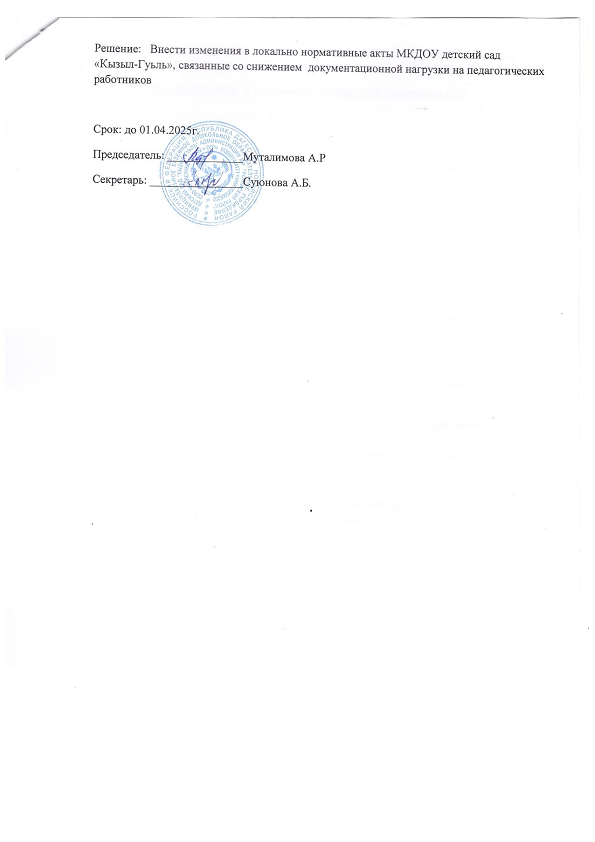 Решение: Внести изменения в локально нормативные акты МКДОУ детский сад
«Кызыл-Гуьль», связанные со снижением документационной нагрузки на педагогических
работников
Срок: до 01.04.2025г.
Председатель: Муталимова А.Р
Секретарь: Суюнова А.Б.